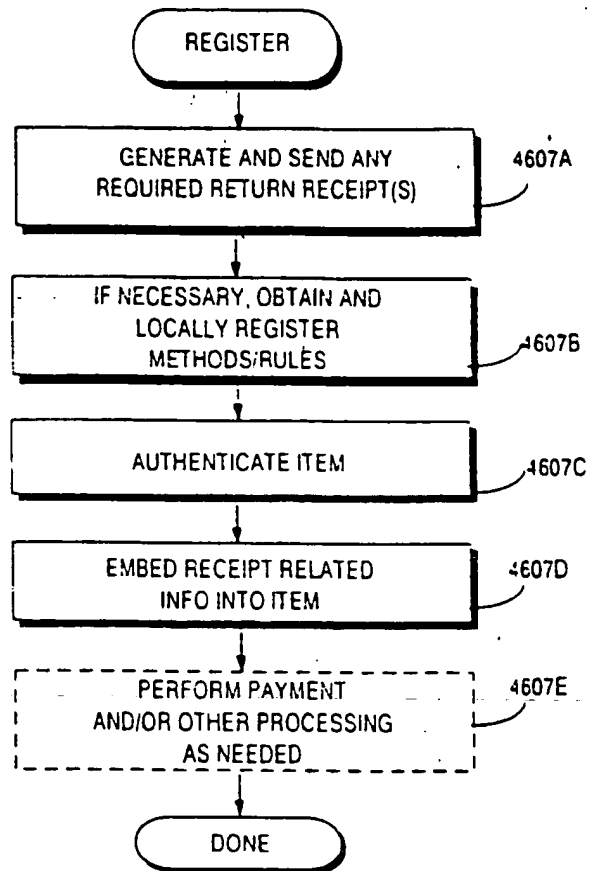 REGISTER
GENERATE AND SEND ANY
REQUIRED RETURN RECEIPT(S)
4607A
IF NECESSARY, OBTAIN AND
LOCALLY REGISTER
METHODS/RULES
4607B
AUTHENTICATE ITEM
4607C
EMBED RECEIPT RELATED
INFO INTO ITEM
4607D
PERFORM PAYMENT
AND/OR OTHER PROCESSING
AS NEEDED
4607E
DONE